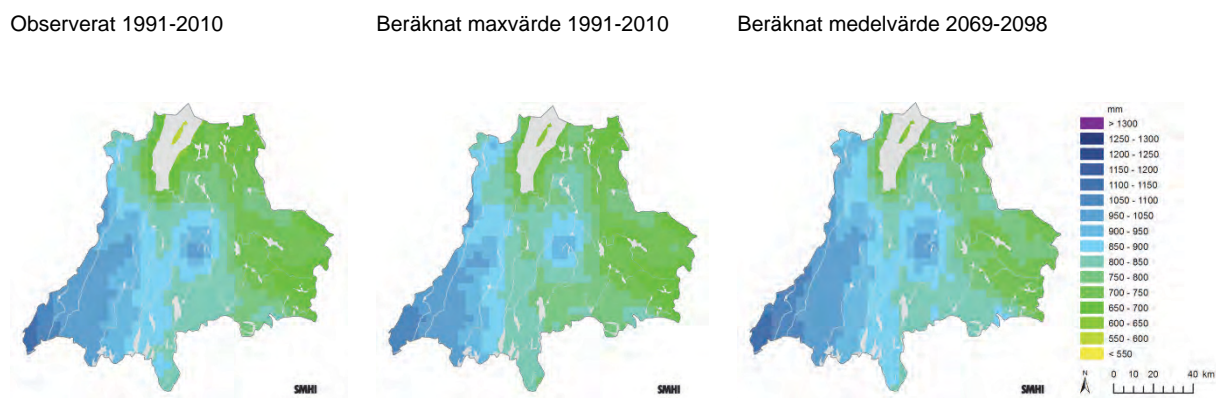 Observerat 1991-2010
Beräknat maxvärde 1991-2010
Beräknat medelvärde 2069-2098
mm
> 1300
1250 - 1300
1200 - 1250
1150 - 1200
1100 - 1150
1050 - 1100
950 - 1050
900 - 950
850 - 900
800 - 850
750 - 800
700 - 750
650 - 700
600 - 650
550 - 600
< 550
SMHI
SMHI
SMHI
N
0 10 20 40 km